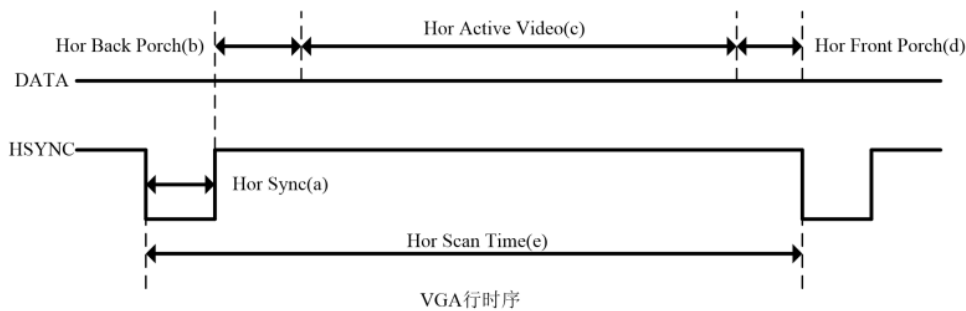 Hor Active Video(c)
Hor Back Porch(b)
Hor Front Porch(d)
DATA
HSYNC
Hor Sync(a)
Hor Scan Time(e)
VGA行时序